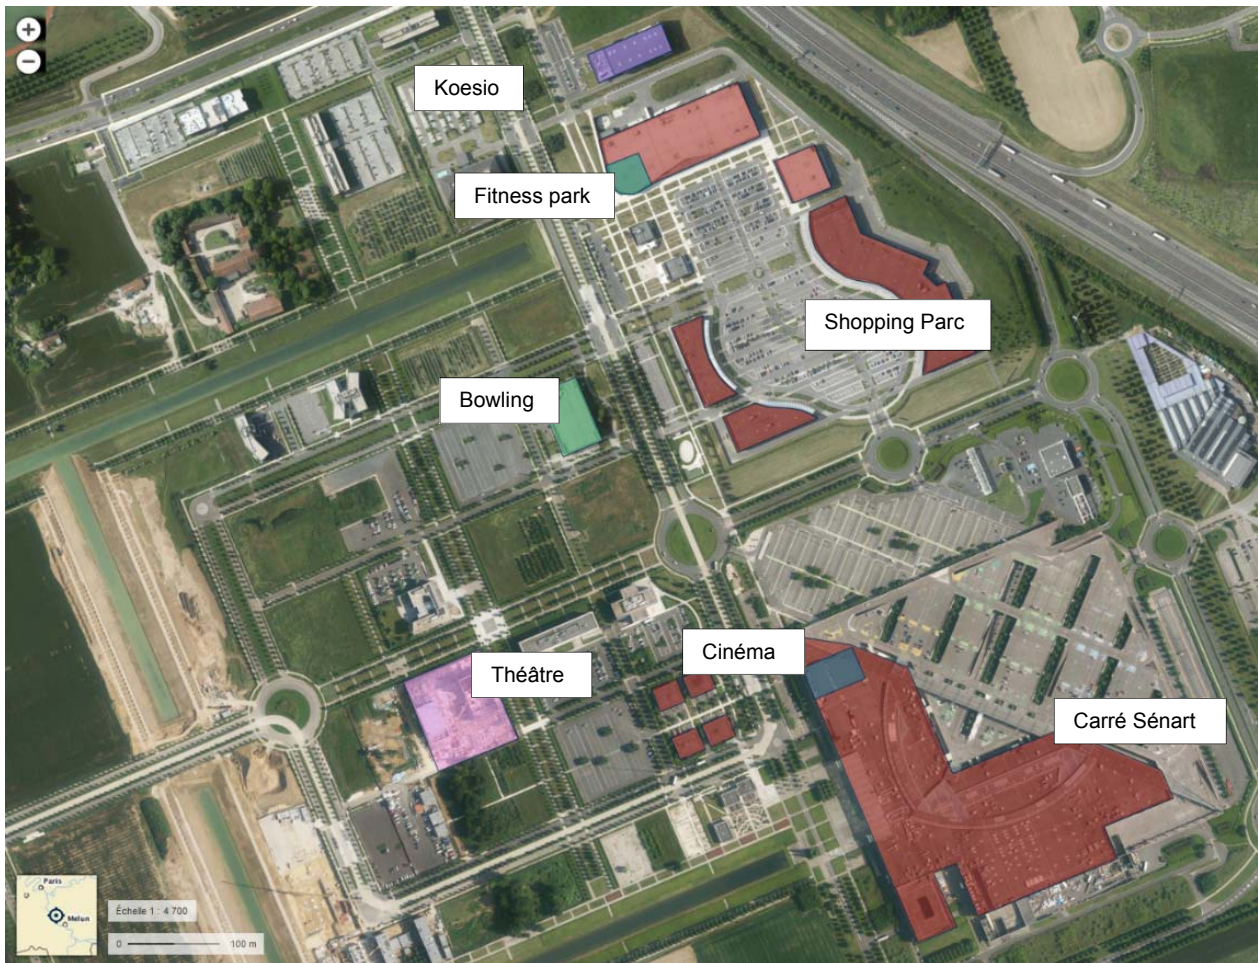 Koesio
Fitness park
Shopping Parc
Bowling
Cinéma
Théâtre
Carré Sénart
Paris
Melun
Échelle 1 : 4 700
0 100 m